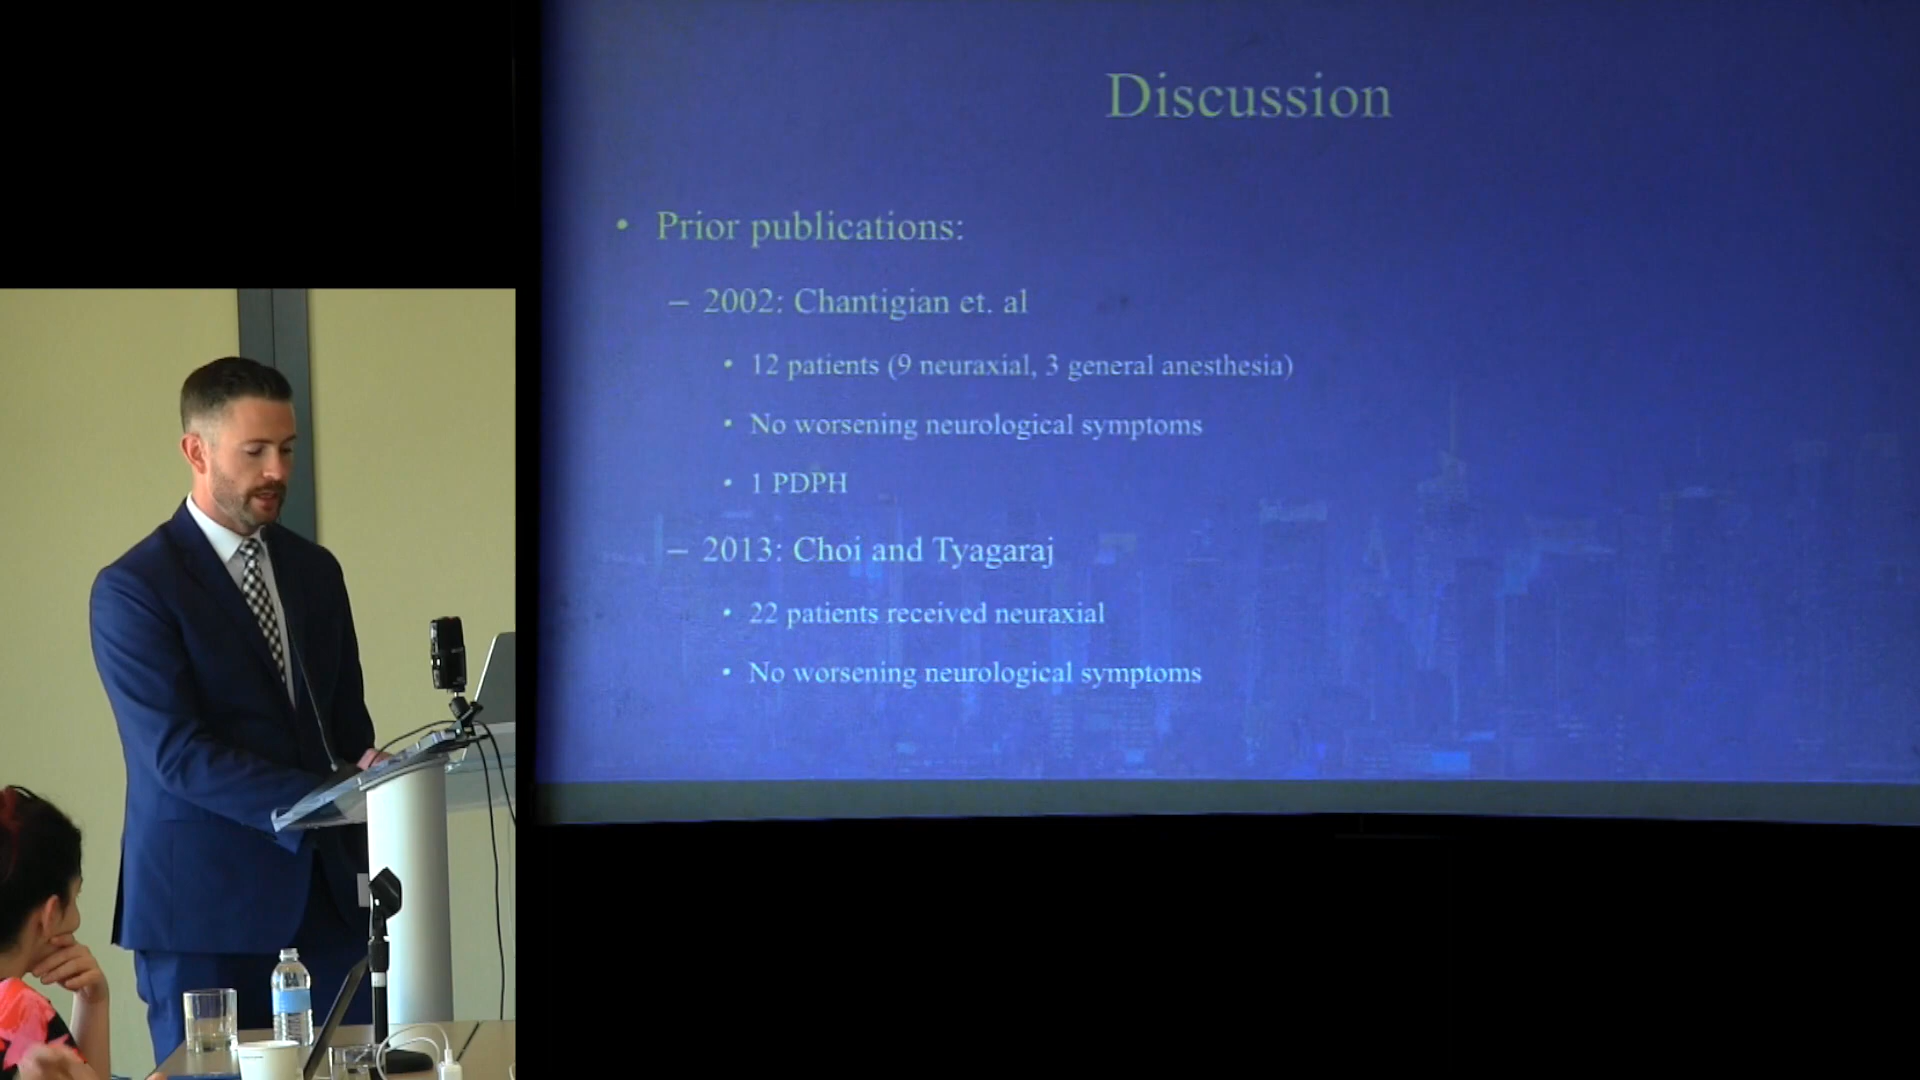 Discussion
• Prior publications:
– 2002: Chantigian et. al
• 12 patients (9 neuraxial, 3 general anesthesia)
• No worsening neurological symptoms
• 1 PDPH
– 2013: Choi and Tyagaraj
• 22 patients received neuraxial
• No worsening neurological symptoms